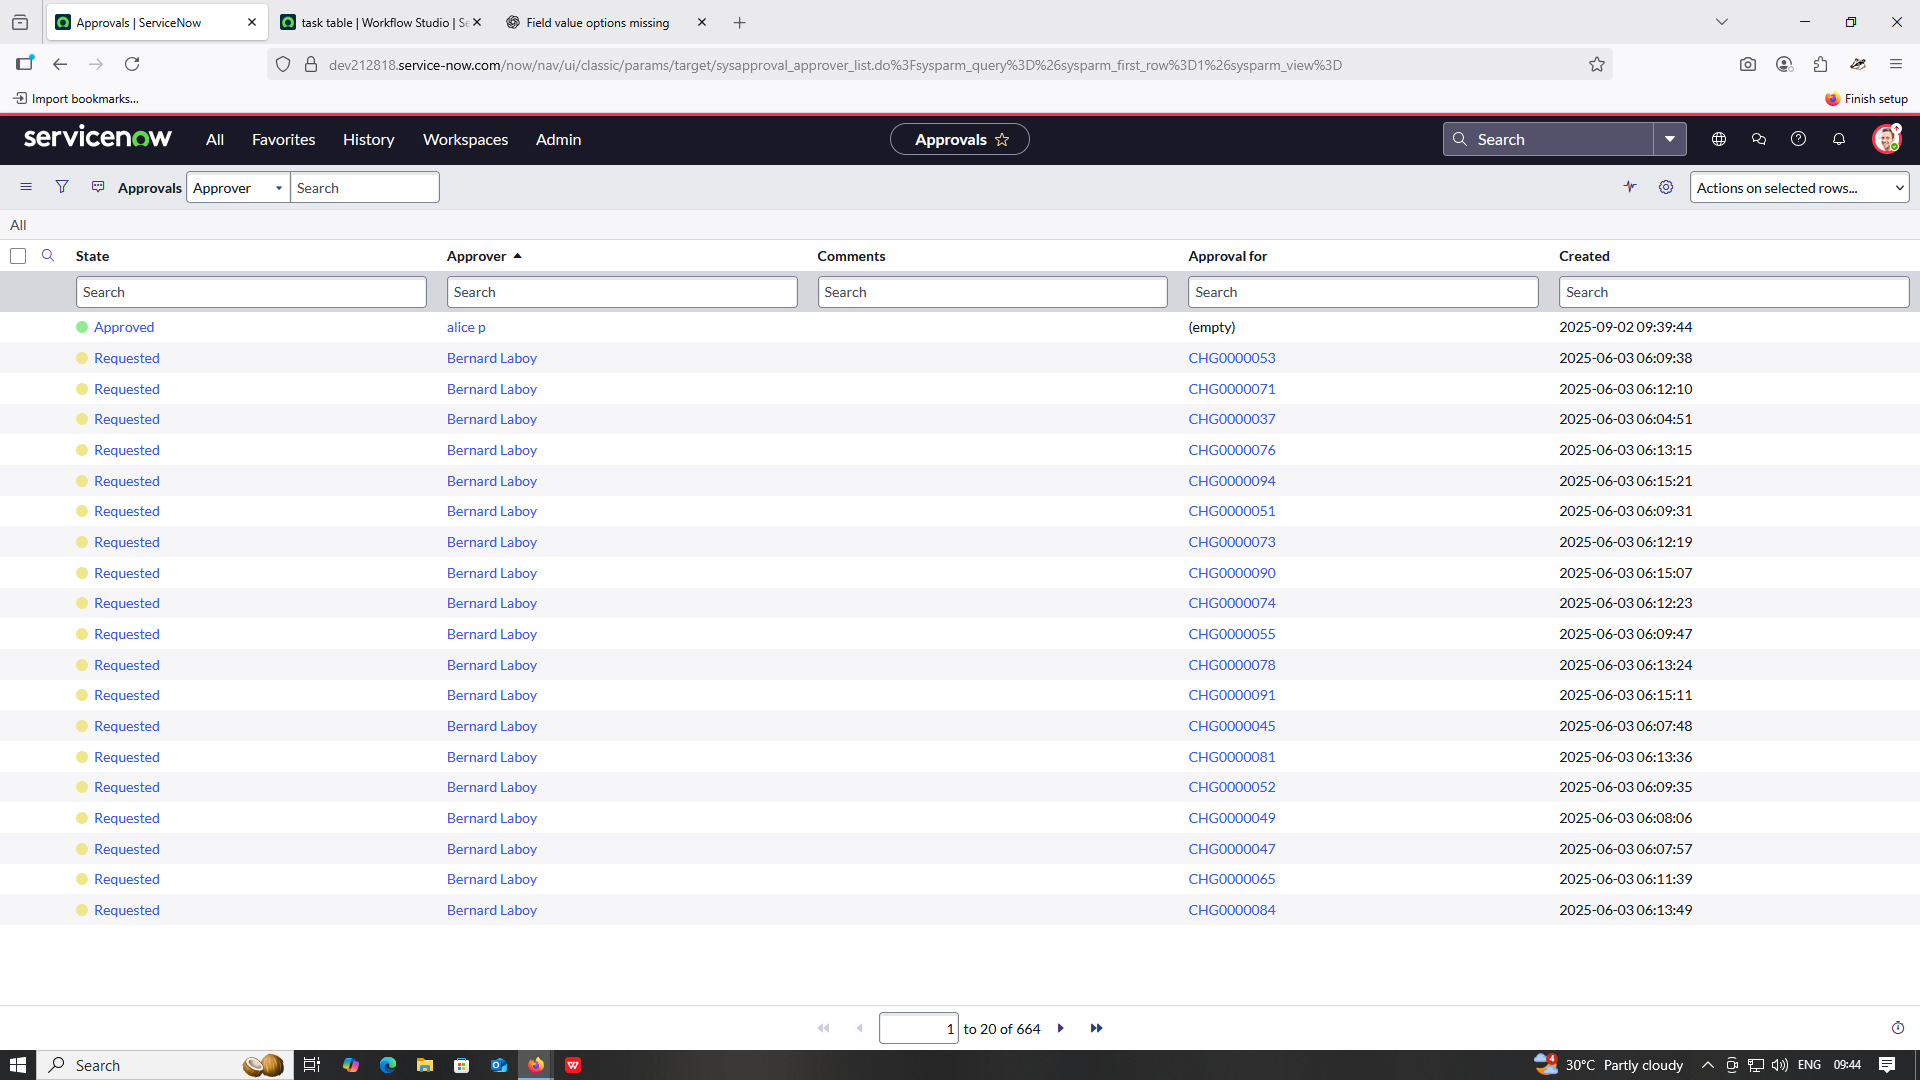 Approvals | ServiceNow
task table | Workflow Studio | Se
Field value options missing
dev212818.service-now.com/now/nav/ui/classic/params/target/sysapproval_approver_list.do%3Fsysparm_query%3D%26sysparm_first_row%3D1%26sysparm_view%3D
Import bookmarks...
Finish setup
servicenow All Favorites History Workspaces Admin Approvals Search
Approvals Approver Search Actions on selected rows...
All
State Approver Comments Approval for Created
Search Search Search Search Search
Approved alice p (empty) 2025-09-02 09:39:44
Requested Bernard Laboy CHG0000053 2025-06-03 06:09:38
Requested Bernard Laboy CHG0000071 2025-06-03 06:12:10
Requested Bernard Laboy CHG0000037 2025-06-03 06:04:51
Requested Bernard Laboy CHG0000076 2025-06-03 06:13:15
Requested Bernard Laboy CHG0000094 2025-06-03 06:15:21
Requested Bernard Laboy CHG0000051 2025-06-03 06:09:31
Requested Bernard Laboy CHG0000073 2025-06-03 06:12:19
Requested Bernard Laboy CHG0000090 2025-06-03 06:15:07
Requested Bernard Laboy CHG0000074 2025-06-03 06:12:23
Requested Bernard Laboy CHG0000055 2025-06-03 06:09:47
Requested Bernard Laboy CHG0000078 2025-06-03 06:13:24
Requested Bernard Laboy CHG0000091 2025-06-03 06:15:11
Requested Bernard Laboy CHG0000045 2025-06-03 06:07:48
Requested Bernard Laboy CHG0000081 2025-06-03 06:13:36
Requested Bernard Laboy CHG0000052 2025-06-03 06:09:35
Requested Bernard Laboy CHG0000049 2025-06-03 06:08:06
Requested Bernard Laboy CHG0000047 2025-06-03 06:07:57
Requested Bernard Laboy CHG0000065 2025-06-03 06:11:39
Requested Bernard Laboy CHG0000084 2025-06-03 06:13:49
1 to 20 of 664
Search 4 30°C Partly cloudy ENG 09:44